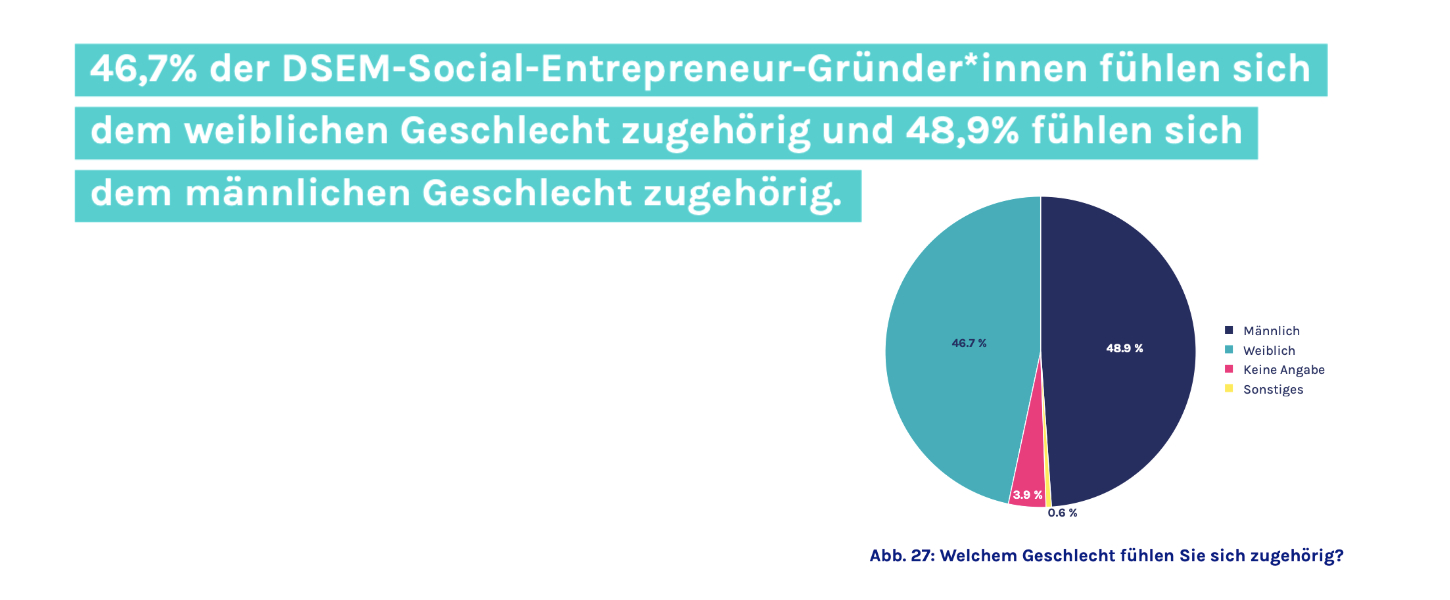 46,7% der DSEM-Social-Entrepreneur-Gründer*innen fühlen sich
dem weiblichen Geschlecht zugehörig und 48,9% fühlen sich
dem männlichen Geschlecht zugehörig.
46.7 %
48.9 %
3.9 %
0.6 %
Männlich
Weiblich
Keine Angabe
Sonstiges
Abb. 27: Welchem Geschlecht fühlen Sie sich zugehörig?